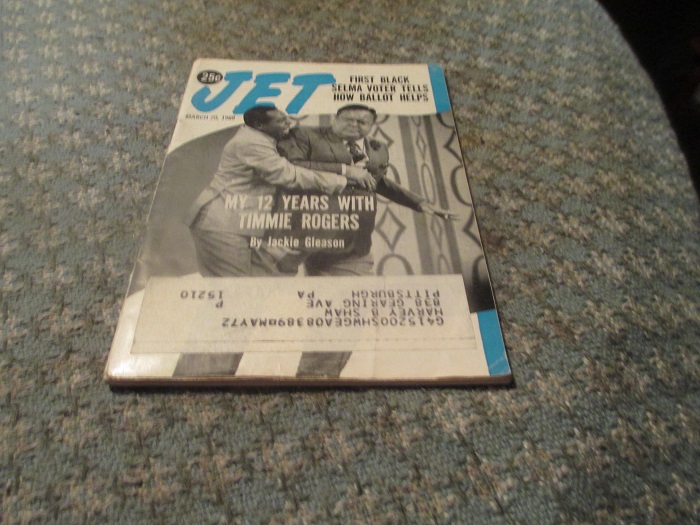 25¢
JET
FIRST BLACK
SELMA VOTER TELLS
HOW BALLOT HELPS
MARCH 20, 1969
MY 12 YEARS WITH
TIMMIE ROGERS
By Jackie Gleason
G415200SHWGEA083890MAY72
HARVEY B SHAW
838 GEARING AVE P
PITTSBURGH PA 15210